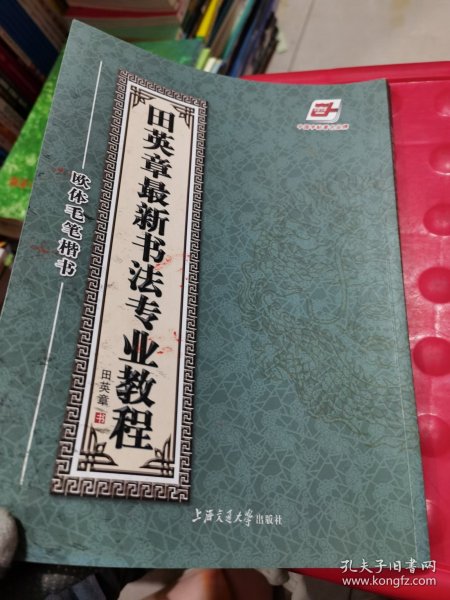 田英章最新书法专业教程
田英章
书
欧体毛笔楷书
上海交通大学出版社
孔夫子旧书网
www.kongfz.com